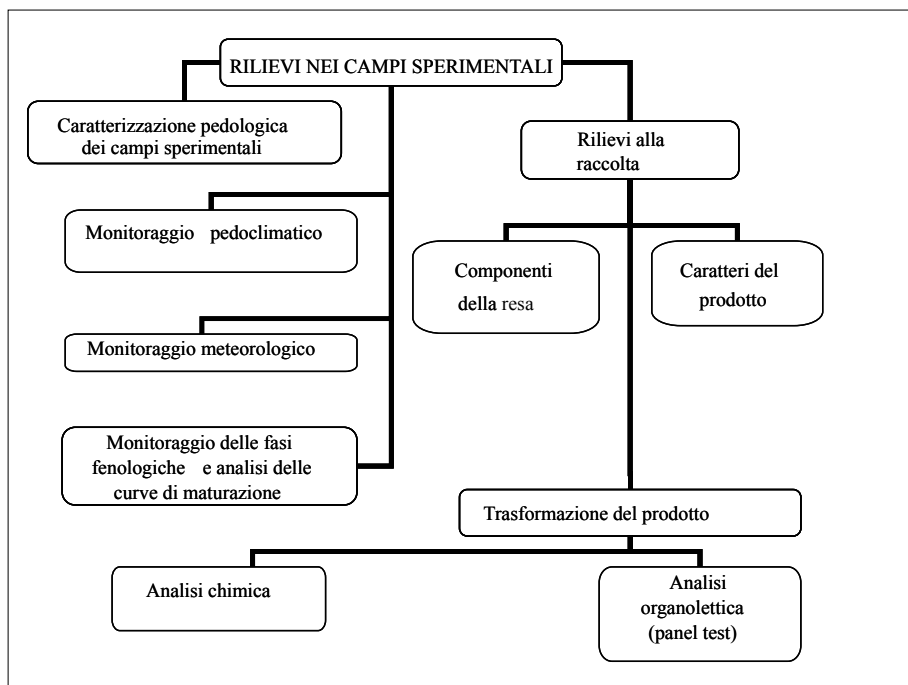 RILIEVI NEI CAMPI SPERIMENTALI
Caratterizzazione pedologica
dei campi sperimentali
Rilievi alla
raccolta
Monitoraggio pedoclimatico
Componenti
della resa
Caratteri del
prodotto
Monitoraggio meteorologico
Monitoraggio delle fasi
fenologiche e analisi delle
curve di maturazione
Trasformazione del prodotto
Analisi chimica
Analisi
organolettica
(panel test)